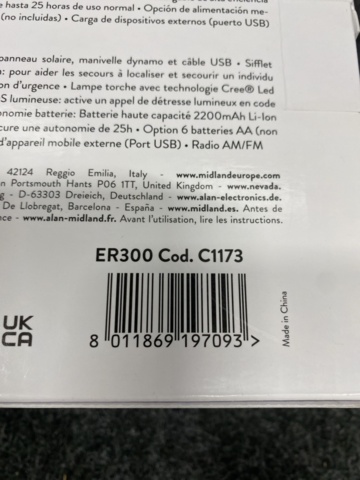 hasta 25 horas de uso normal • Opción de alimentación me-
(no incluidas) • Carga de dispositivos externos (puerto USB)
panneau solaire, manivelle dynamo et câble USB • Sifflet
: pour aider les secours à localiser et secourir un individu
on d'urgence • Lampe torche avec technologie Cree® Led
S lumineuse: active un appel de détresse lumineux en code
onomie batterie: Batterie haute capacité 2200mAh Li-Ion
cure une autonomie de 25h • Option 6 batteries AA (non
d'appareil mobile externe (Port USB) • Radio AM/FM
42124 Reggio Emilia, Italy - www.midlandeurope.com
n Portsmouth Hants P06 1TT, United Kingdom - www.nevada.
g - D-63303 Dreieich, Deutschland - www.alan-electronics.de.
De Llobregat, Barcelona - España - www.midland.es. Antes de
nce - www.alan-midland.fr. Avant l'utilisation, lire les instructions.
ER300 Cod. C1173
UK
CA
8 011869 197093 >
Made in China